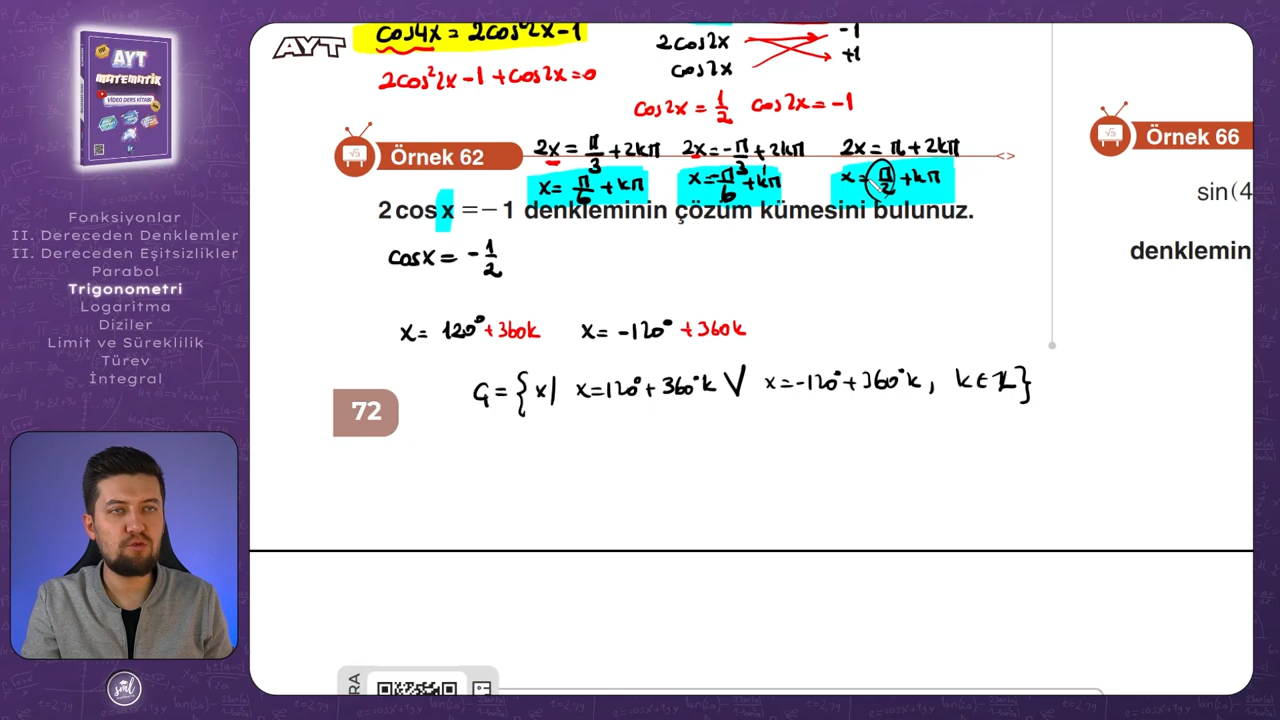 AYT
MATEMATİK
VİDEO DERS KİTABI
Fonksiyonlar
II. Dereceden Denklemler
II. Dereceden Eşitsizlikler
Parabol
Trigonometri
Logaritma
Diziler
Limit ve Süreklilik
Türev
İntegral
sml
AYT
cos4x = 2cos²2x-1
2cos²2x-1+cos2x=0
2cos2x -1
cos2x +1
cos2x = 1/2 cos2x = -1
Örnek 62
2x = π/3 + 2kπ 2x = -π/3 + 2kπ 2x = π + 2kπ
x = π/6 + kπ x = -π/6 + kπ x = π/2 + kπ
2 cos x = – 1 denkleminin çözüm kümesini bulunuz.
cosx = -1/2
x = 120° + 360k x = -120° + 360k
Ç = { x | x = 120° + 360°k V x = -120° + 360°k, k ∈ Z }
72
Örnek 66
sin(4
denklemin
RA